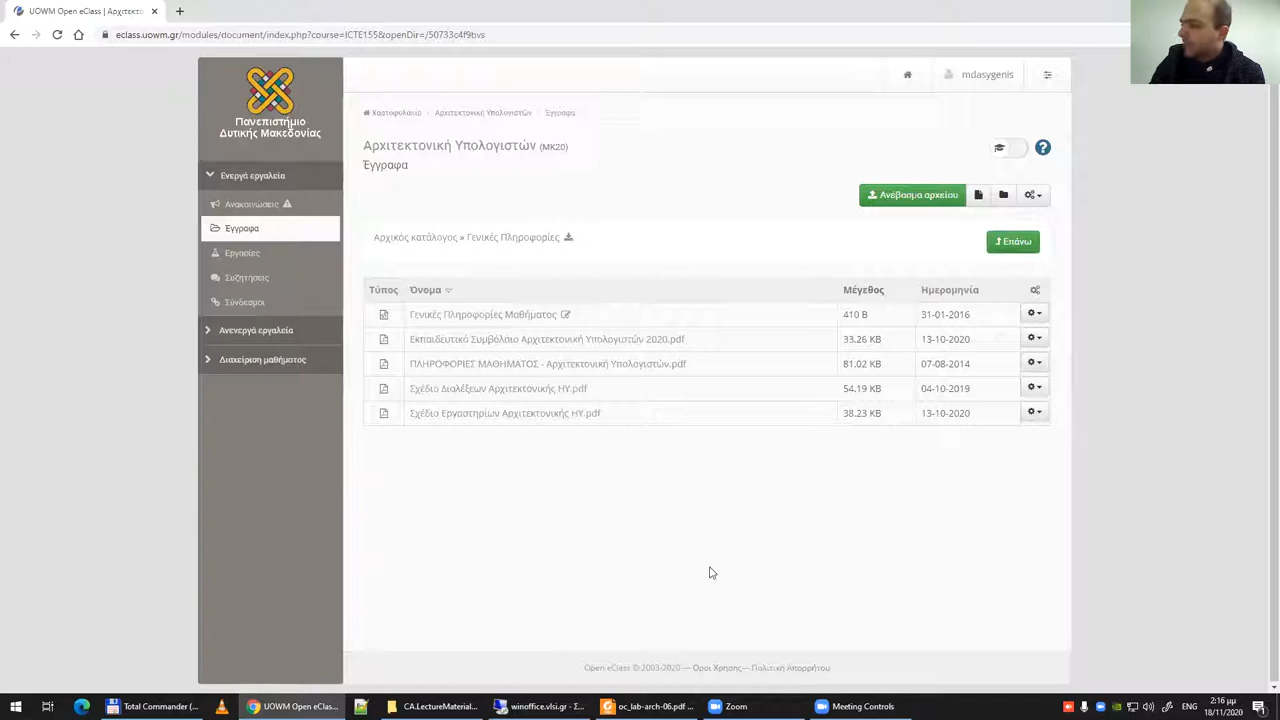 UOWM Open eClass | Αρχιτεκτο
eclass.uowm.gr/modules/document/index.php?course=ICTE155&openDir=/50733c4f9bvs
Πανεπιστήμιο
Δυτικής Μακεδονίας
mdasygenis
Χαρτοφυλάκιο / Αρχιτεκτονική Υπολογιστών / Έγγραφα
Αρχιτεκτονική Υπολογιστών (MK20)
Έγγραφα
Ενεργά εργαλεία
Ανακοινώσεις
Έγγραφα
Εργασίες
Συζητήσεις
Σύνδεσμοι
Ανενεργά εργαλεία
Διαχείριση μαθήματος
Ανέβασμα αρχείου
Αρχικός κατάλογος » Γενικές Πληροφορίες
Επάνω
Τύπος Όνομα Μέγεθος Ημερομηνία
Γενικές Πληροφορίες Μαθήματος 410 B 31-01-2016
Εκπαιδευτικό Συμβόλαιο Αρχιτεκτονική Υπολογιστών 2020.pdf 33.26 KB 13-10-2020
ΠΛΗΡΟΦΟΡΙΕΣ ΜΑΘΗΜΑΤΟΣ - Αρχιτεκτονική Υπολογιστών.pdf 81.02 KB 07-08-2014
Σχέδιο Διαλέξεων Αρχιτεκτονικής ΗΥ.pdf 54.19 KB 04-10-2019
Σχέδιο Εργαστηρίων Αρχιτεκτονικής ΗΥ.pdf 38.23 KB 13-10-2020
Open eClass © 2003-2020 — Όροι Χρήσης — Πολιτική Απορρήτου
Total Commander (... UOWM Open eClas... CA.LectureMaterial... winoffice.vlsi.gr - Σ... oc_lab-arch-06.pdf ... Zoom Meeting Controls ENG 2:16 μμ
18/11/2020